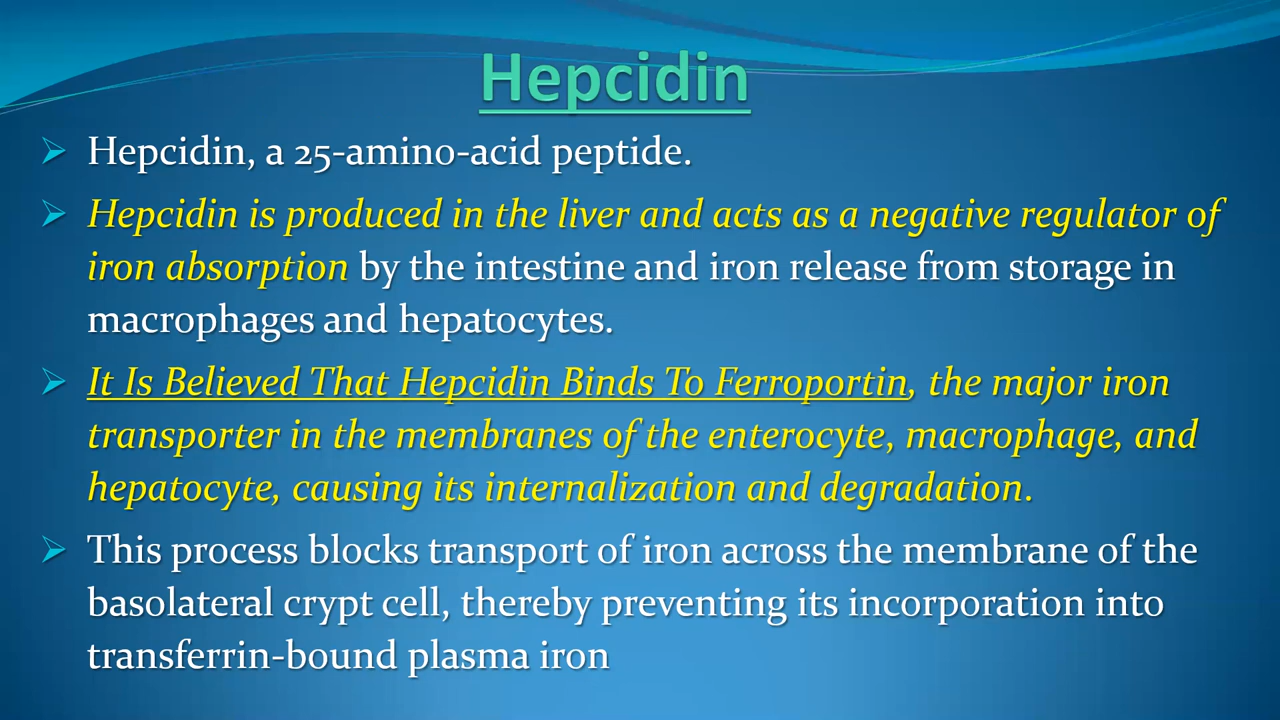 Hepcidin
Hepcidin, a 25-amino-acid peptide.
Hepcidin is produced in the liver and acts as a negative regulator of
iron absorption by the intestine and iron release from storage in
macrophages and hepatocytes.
It Is Believed That Hepcidin Binds To Ferroportin, the major iron
transporter in the membranes of the enterocyte, macrophage, and
hepatocyte, causing its internalization and degradation.
This process blocks transport of iron across the membrane of the
basolateral crypt cell, thereby preventing its incorporation into
transferrin-bound plasma iron